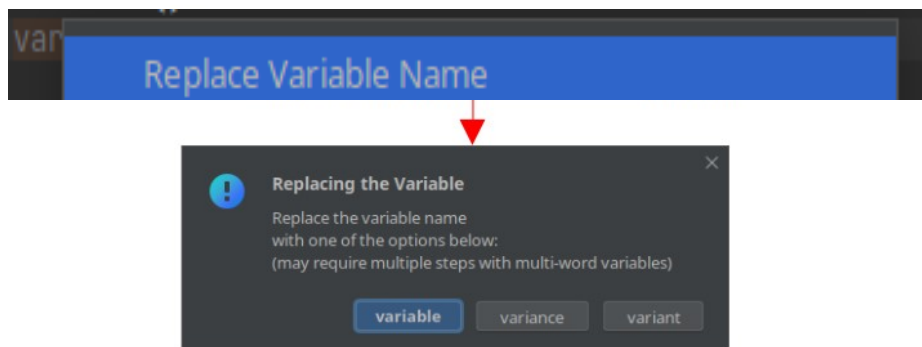 var
Replace Variable Name
Replacing the Variable
Replace the variable name
with one of the options below:
(may require multiple steps with multi-word variables)
variable variance variant